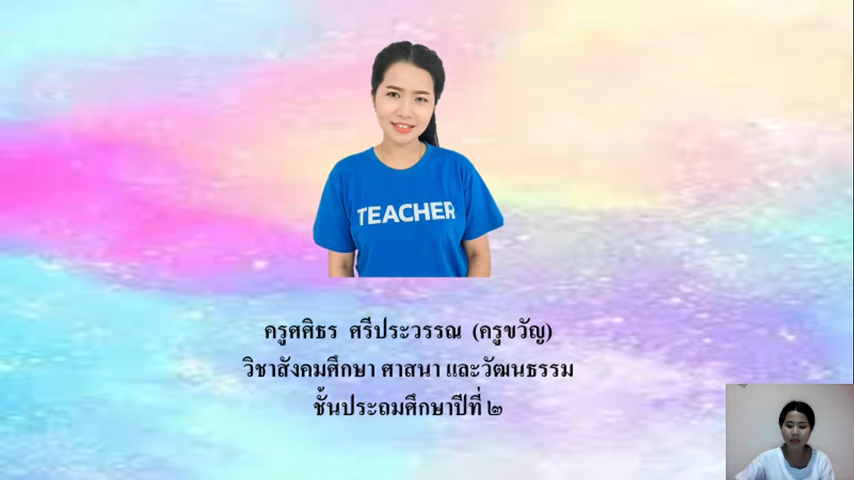 TEACHER
ครูศศิธร ศรีประวรรณ (ครูขวัญ)
วิชาสังคมศึกษา ศาสนา และวัฒนธรรม
ชั้นประถมศึกษาปีที่ ๒